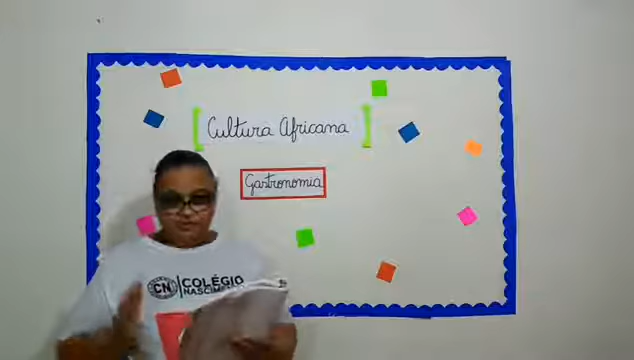 Cultura Africana
Gastronomia
CN COLÉGIO
NASCIMENTO